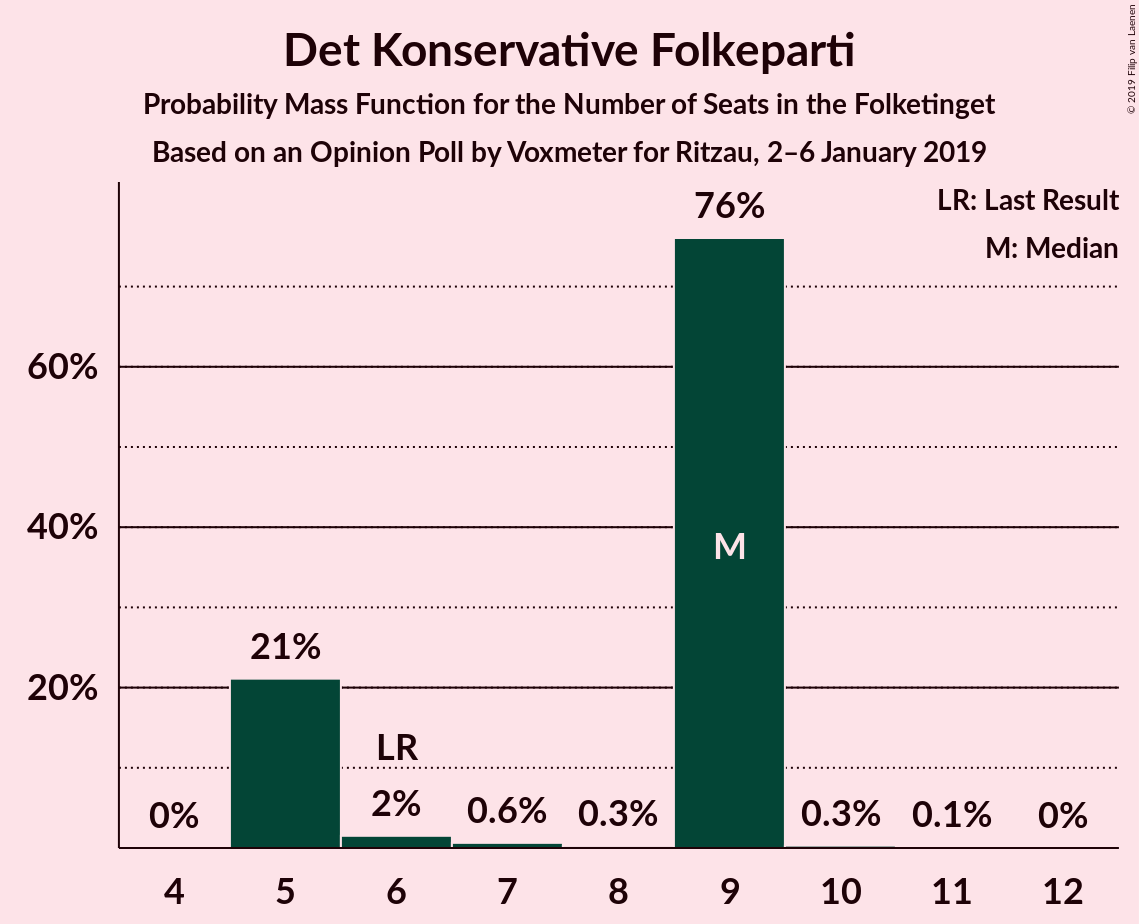 Det Konservative Folkeparti
Probability Mass Function for the Number of Seats in the Folketinget
Based on an Opinion Poll by Voxmeter for Ritzau, 2–6 January 2019
© 2019 Filip van Laenen
LR: Last Result
M: Median
76%
60%
40%
M
21%
20%
LR
0%
2%
0.6%
0.3%
0.3%
0.1%
0%
4 5 6 7 8 9 10 11 12